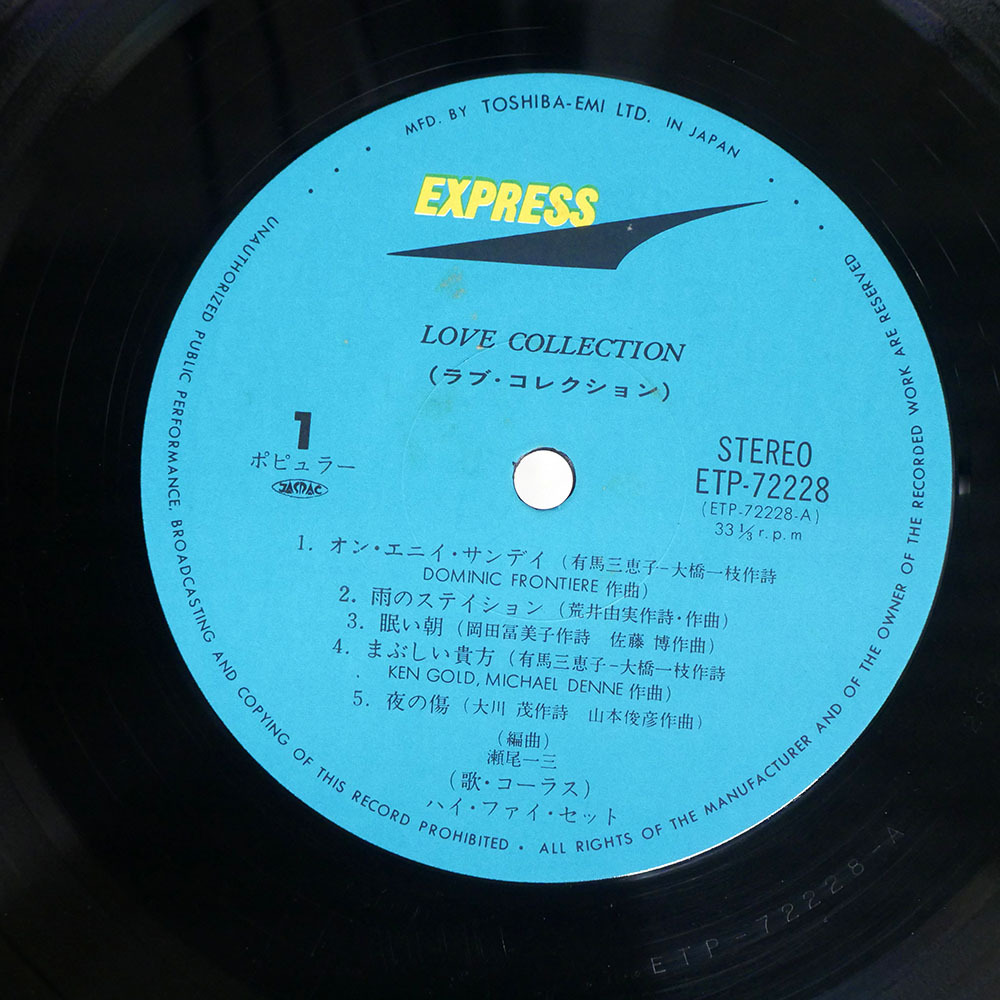 MFD. BY TOSHIBA-EMI LTD. IN JAPAN
EXPRESS
LOVE COLLECTION
(ラブ・コレクション)
1
ポピュラー
JASRAC
STEREO
ETP-72228
(ETP-72228-A)
33 1/3 r.p.m
1. オン・エニイ・サンデイ (有馬三恵子-大橋一枝作詩
DOMINIC FRONTIERE 作曲)
2. 雨のステイション (荒井由実作詩・作曲)
3. 眠い朝 (岡田冨美子作詩 佐藤 博作曲)
4. まぶしい貴方 (有馬三恵子-大橋一枝作詩
KEN GOLD, MICHAEL DENNE 作曲)
5. 夜の傷 (大川 茂作詩 山本俊彦作曲)
(編曲)
瀬尾一三
(歌・コーラス)
ハイ・ファイ・セット
UNAUTHORIZED PUBLIC PERFORMANCE, BROADCASTING AND COPYING OF THIS RECORD PROHIBITED • ALL RIGHTS OF THE MANUFACTURER AND OF THE OWNER OF THE RECORDED WORK ARE RESERVED
ETP-72228-A